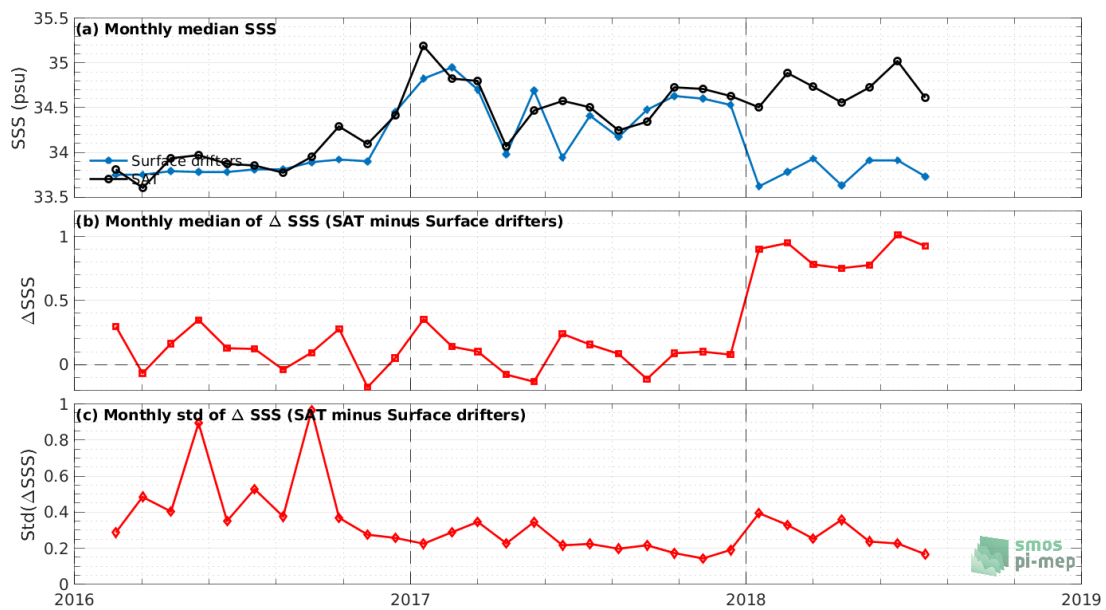 (a) Monthly median SSS
35.5
35
34.5
34
33.5
SSS (psu)
Surface drifters
SAT
(b) Monthly median of Δ SSS (SAT minus Surface drifters)
1
0.5
0
ΔSSS
(c) Monthly std of Δ SSS (SAT minus Surface drifters)
1
0.8
0.6
0.4
0.2
0
Std(ΔSSS)
2016 2017 2018 2019
smos
pi-mep